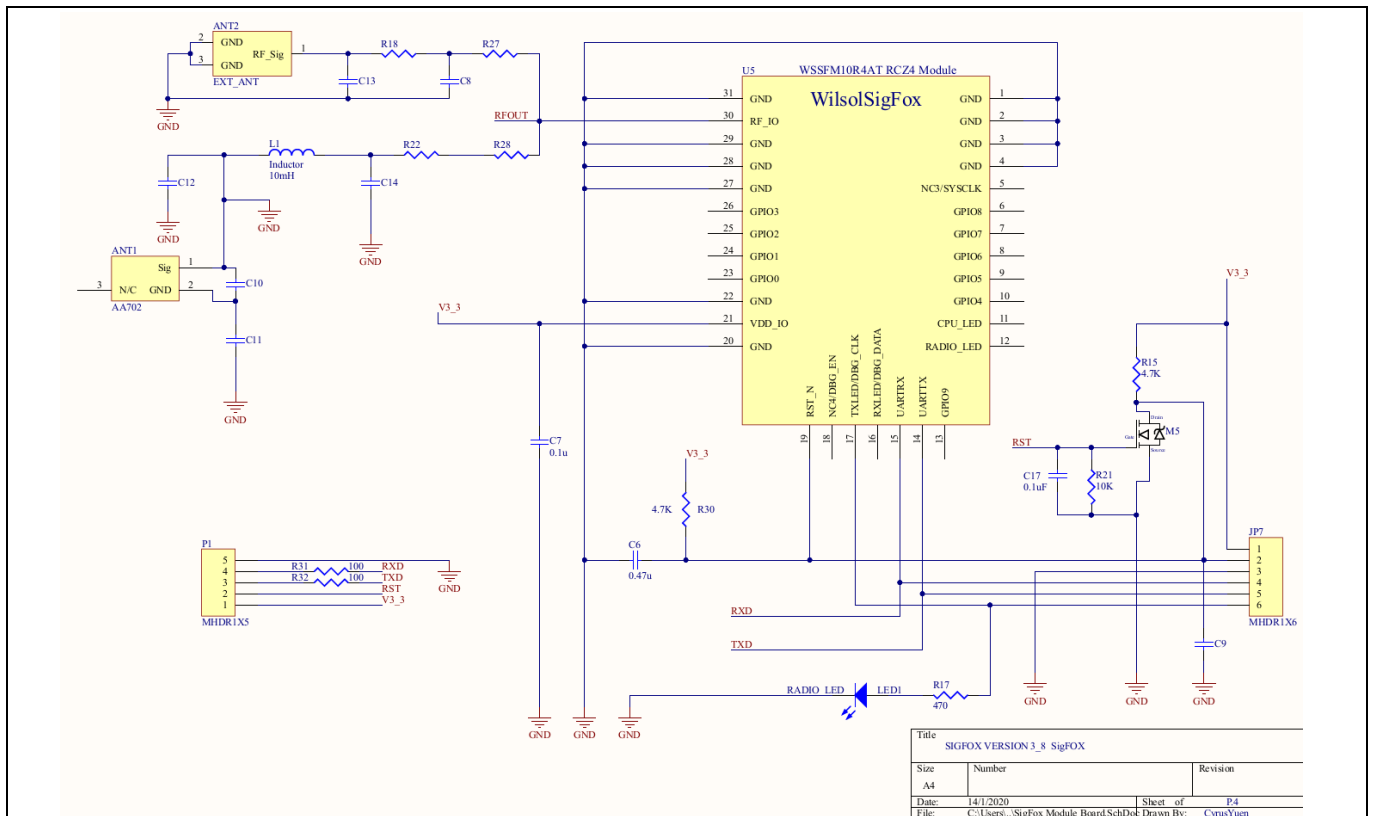 ANT2
2 GND
RF_Sig 1
3 GND
EXT_ANT
GND
R18
R27
C13
C8
RFOUT
L1
Inductor
10mH
R22
R28
C12
C14
GND
GND
GND
ANT1
Sig 1
3 N/C GND 2
AA702
C10
C11
GND
U5
WSSFM10R4AT RCZ4 Module
WilsolSigFox
31 GND
30 RF_IO
29 GND
28 GND
27 GND
26 GPIO3
25 GPIO2
24 GPIO1
23 GPIO0
22 GND
21 VDD_IO
20 GND
GND 1
GND 2
GND 3
GND 4
NC3/SYSCLK 5
GPIO8 6
GPIO7 7
GPIO6 8
GPIO5 9
GPIO4 10
CPU_LED 11
RADIO_LED 12
RST_N 19
NC4/DBG_EN 18
TXLED/DBG_CLK 17
RXLED/DBG_DATA 16
UARTRX 15
UARTTX 14
GPIO9 13
V3_3
C7
0.1u
V3_3
4.7K R30
C6
0.47u
V3_3
R15
4.7K
Drain
Gate
M5
Source
RST
C17
0.1uF
R21
10K
P1
5
4 R31 100 RXD
3 R32 100 TXD
2 RST
1 V3_3
MHDR1X5
GND
JP7
1
2
3
4
5
6
MHDR1X6
RXD
TXD
C9
RADIO_LED LED1 R17
470
GND
GND
GND
GND
GND
GND
Title
SIGFOX VERSION 3_8 SigFOX
Size Number Revision
A4
Date: 14/1/2020 Sheet of P.4
File: C:\Users\..\SigFox Module Board.SchDoc Drawn By: CyrusYuen